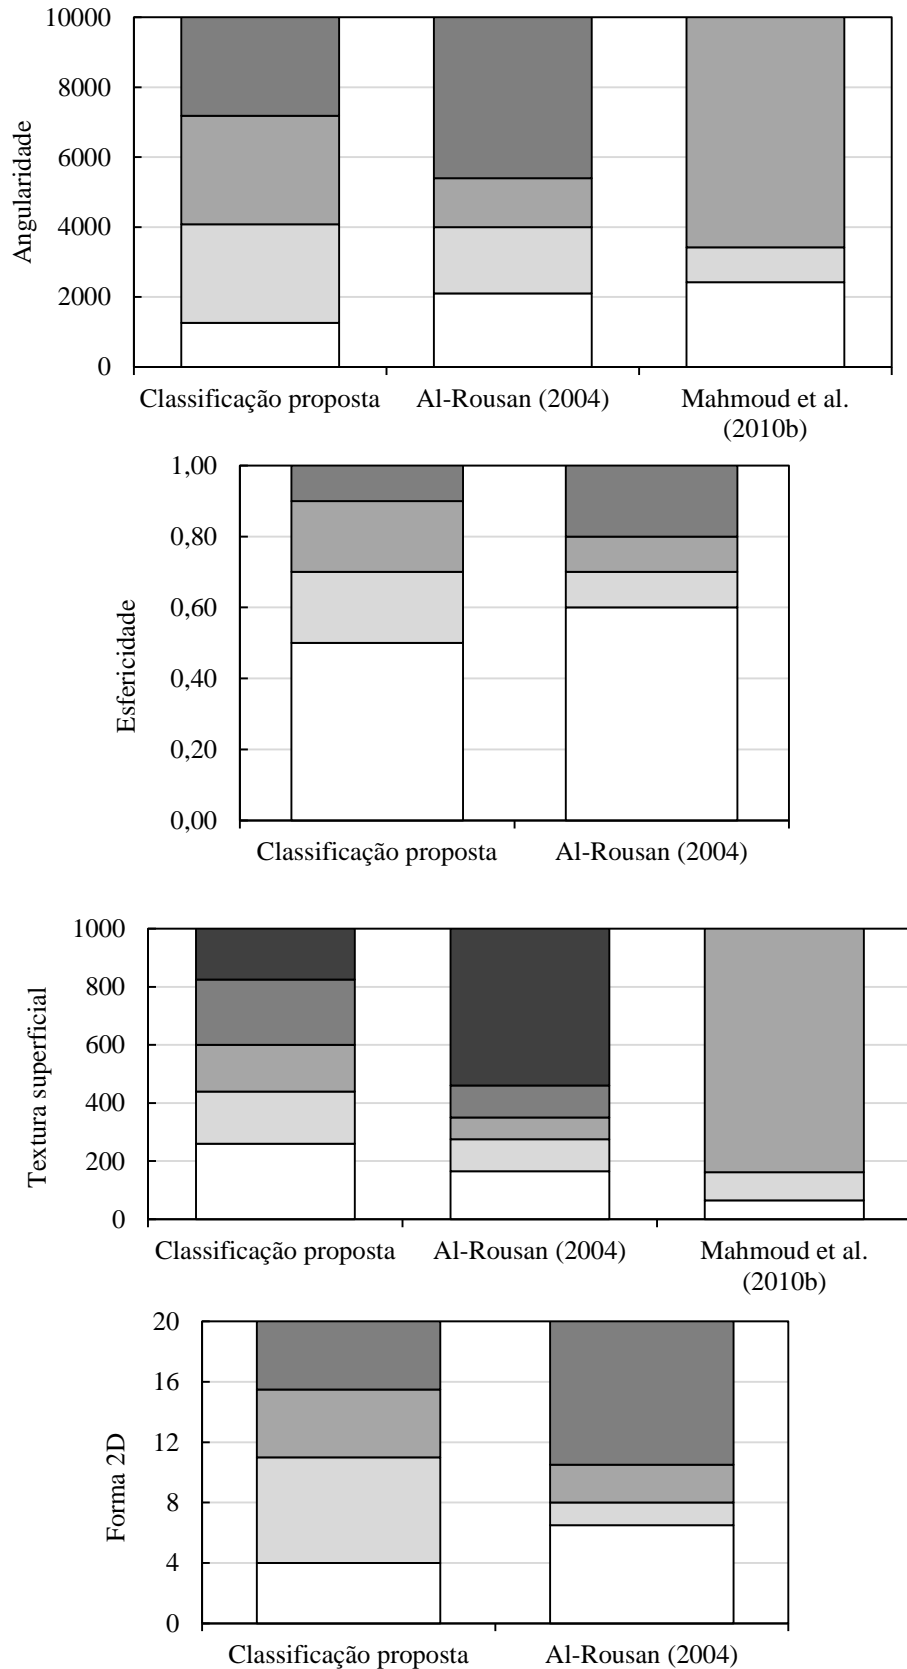 10000
8000
6000
4000
2000
0
Angularidade
Classificação proposta
Al-Rousan (2004)
Mahmoud et al.
(2010b)
1,00
0,80
0,60
0,40
0,20
0,00
Esfericidade
Classificação proposta
Al-Rousan (2004)
1000
800
600
400
200
0
Textura superficial
Classificação proposta
Al-Rousan (2004)
Mahmoud et al.
(2010b)
20
16
12
8
4
0
Forma 2D
Classificação proposta
Al-Rousan (2004)